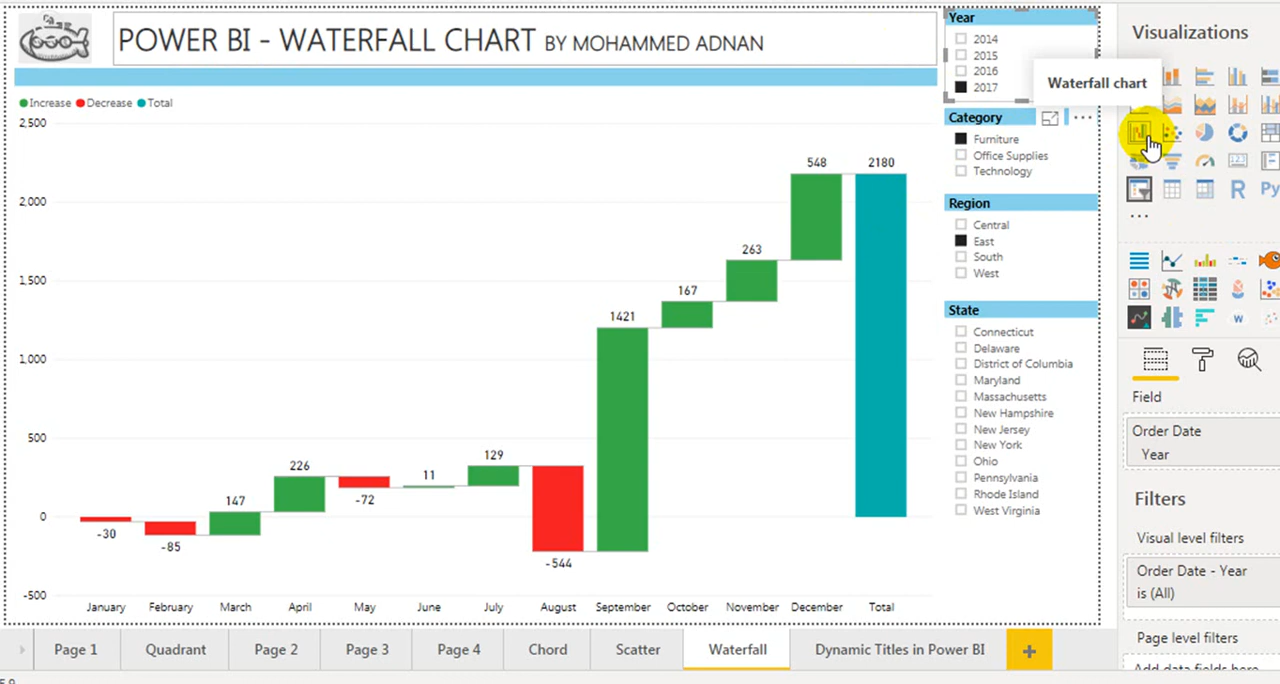 POWER BI - WATERFALL CHART BY MOHAMMED ADNAN
Increase Decrease Total
2,500
2,000
1,500
1,000
500
0
-500
-30
-85
147
226
-72
11
129
-544
1421
167
263
548
2180
January February March April May June July August September October November December Total
Year
2014
2015
2016
2017
Category
Furniture
Office Supplies
Technology
Region
Central
East
South
West
State
Connecticut
Delaware
District of Columbia
Maryland
Massachusetts
New Hampshire
New Jersey
New York
Ohio
Pennsylvania
Rhode Island
West Virginia
Visualizations
Waterfall chart
123
R Py
W
Field
Order Date
Year
Filters
Visual level filters
Order Date - Year
is (All)
Page level filters
Add data fields here
Page 1 Quadrant Page 2 Page 3 Page 4 Chord Scatter Waterfall Dynamic Titles in Power BI +